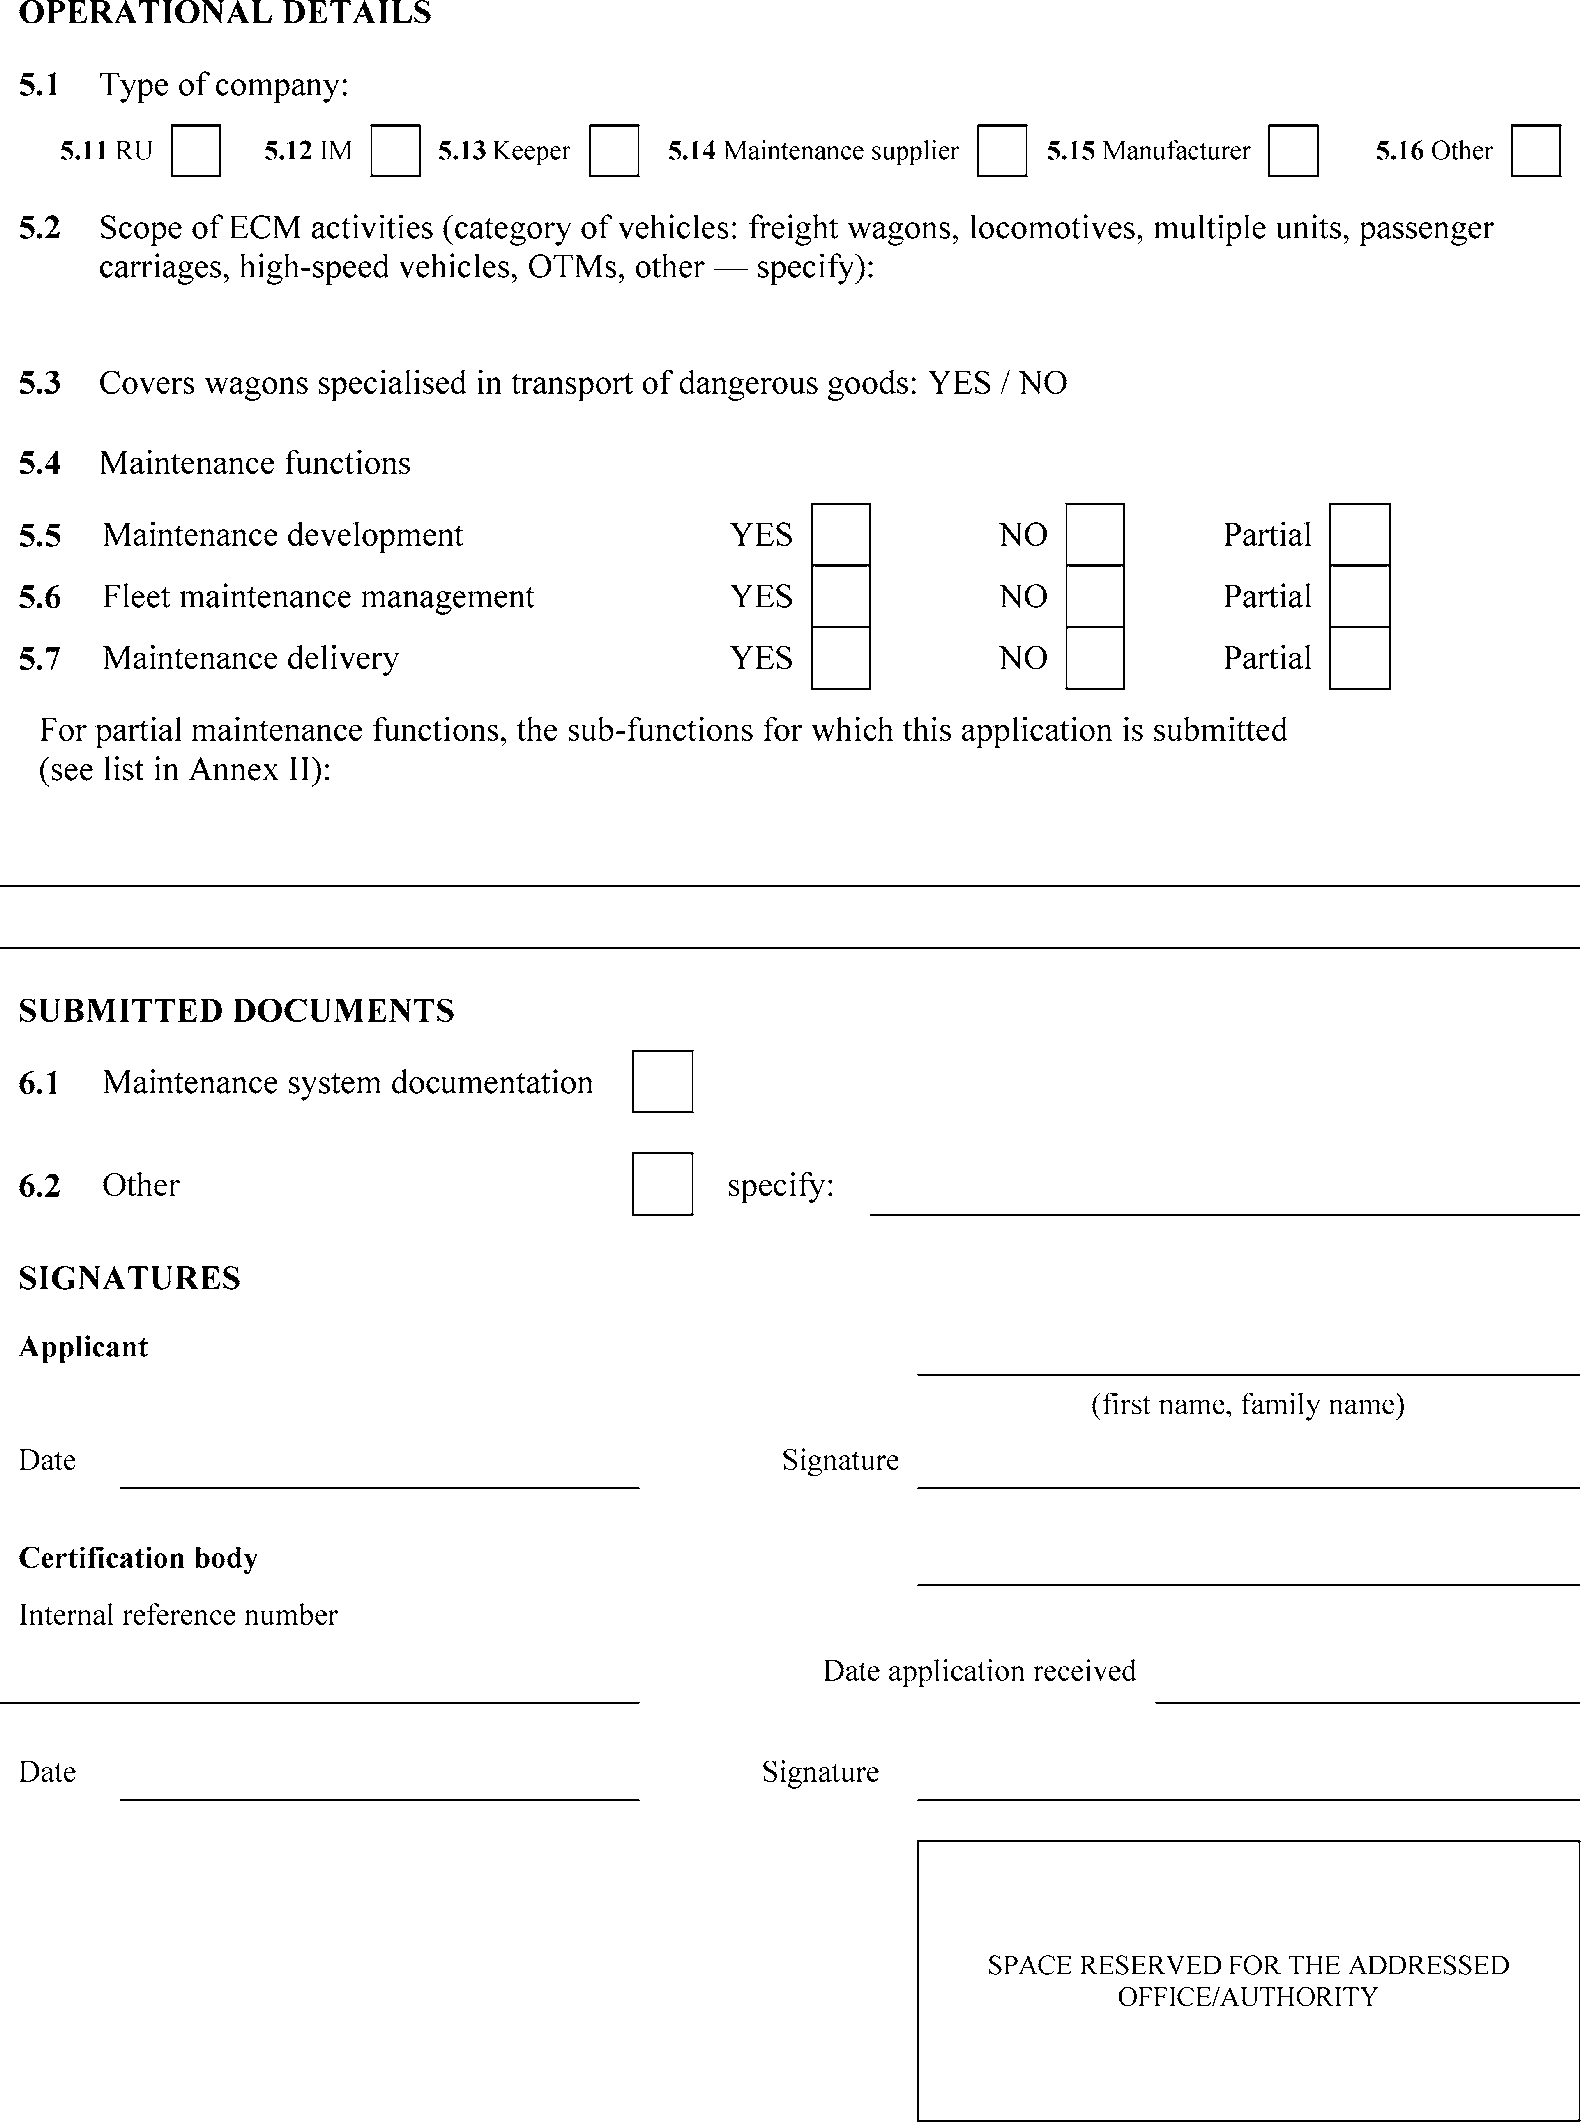 OPERATIONAL DETAILS
5.1 Type of company:
5.11 RU 5.12 IM 5.13 Keeper 5.14 Maintenance supplier 5.15 Manufacturer 5.16 Other
5.2 Scope of ECM activities (category of vehicles: freight wagons, locomotives, multiple units, passenger
carriages, high-speed vehicles, OTMs, other — specify):
5.3 Covers wagons specialised in transport of dangerous goods: YES / NO
5.4 Maintenance functions
5.5 Maintenance development YES NO Partial
5.6 Fleet maintenance management YES NO Partial
5.7 Maintenance delivery YES NO Partial
For partial maintenance functions, the sub-functions for which this application is submitted
(see list in Annex II):
SUBMITTED DOCUMENTS
6.1 Maintenance system documentation
6.2 Other specify:
SIGNATURES
Applicant
(first name, family name)
Date Signature
Certification body
Internal reference number
Date application received
Date Signature
SPACE RESERVED FOR THE ADDRESSED
OFFICE/AUTHORITY